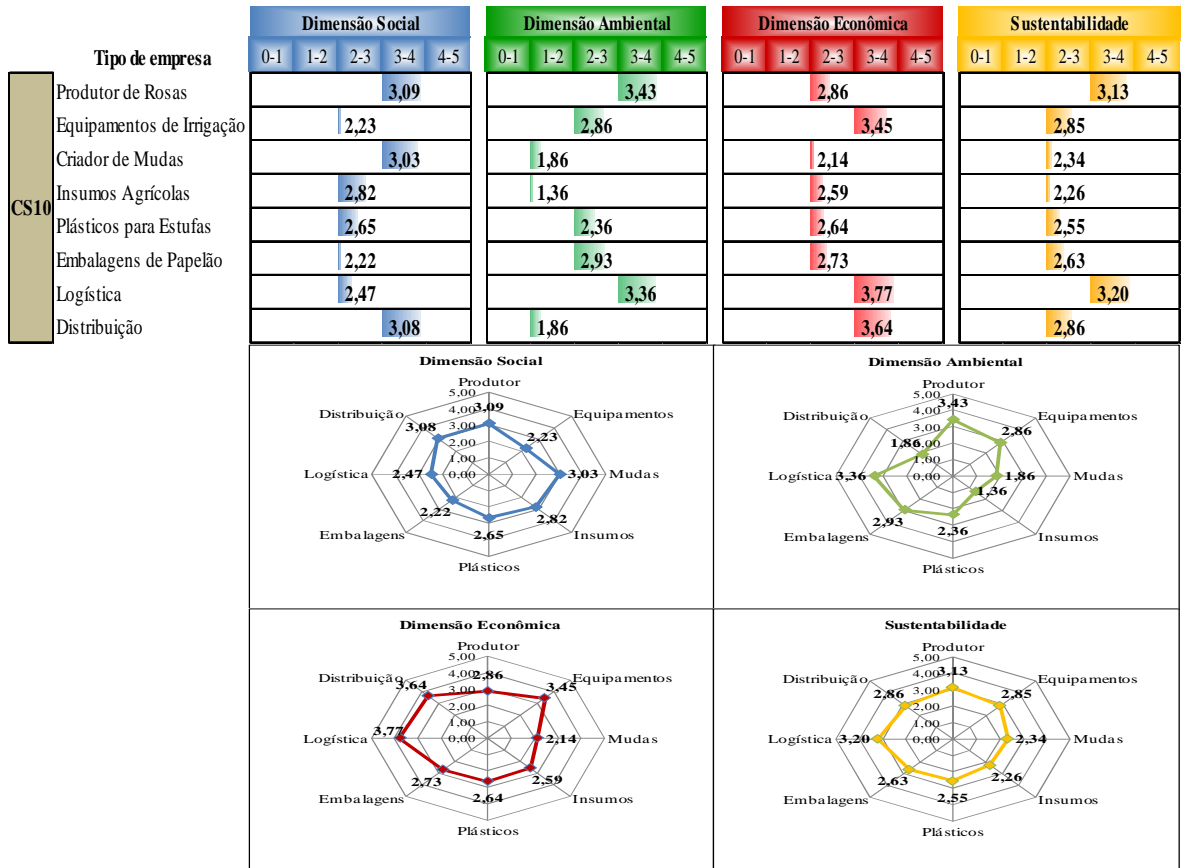 Dimensão Social Dimensão Ambiental Dimensão Econômica Sustentabilidade
Tipo de empresa 0-1 1-2 2-3 3-4 4-5 0-1 1-2 2-3 3-4 4-5 0-1 1-2 2-3 3-4 4-5 0-1 1-2 2-3 3-4 4-5
CS10
Produtor de Rosas 3,09 3,43 2,86 3,13
Equipamentos de Irrigação 2,23 2,86 3,45 2,85
Criador de Mudas 3,03 1,86 2,14 2,34
Insumos Agrícolas 2,82 1,36 2,59 2,26
Plásticos para Estufas 2,65 2,36 2,64 2,55
Embalagens de Papelão 2,22 2,93 2,73 2,63
Logística 2,47 3,36 3,77 3,20
Distribuição 3,08 1,86 3,64 2,86
Dimensão Social
Produtor
5,00
4,00
3,00
2,00
1,00
0,00
3,09
Equipamentos
2,23
Mudas
3,03
Insumos
2,82
Plásticos
2,65
Embalagens
2,22
Logística
2,47
Distribuição
3,08
Dimensão Ambiental
Produtor
5,00
4,00
3,00
2,00
1,00
0,00
3,43
Equipamentos
2,86
Mudas
1,86
Insumos
1,36
Plásticos
2,36
Embalagens
2,93
Logística
3,36
Distribuição
1,86
Dimensão Econômica
Produtor
5,00
4,00
3,00
2,00
1,00
0,00
2,86
Equipamentos
3,45
Mudas
2,14
Insumos
2,59
Plásticos
2,64
Embalagens
2,73
Logística
3,77
Distribuição
3,64
Sustentabilidade
Produtor
5,00
4,00
3,00
2,00
1,00
0,00
3,13
Equipamentos
2,85
Mudas
2,34
Insumos
2,26
Plásticos
2,55
Embalagens
2,63
Logística
3,20
Distribuição
2,86